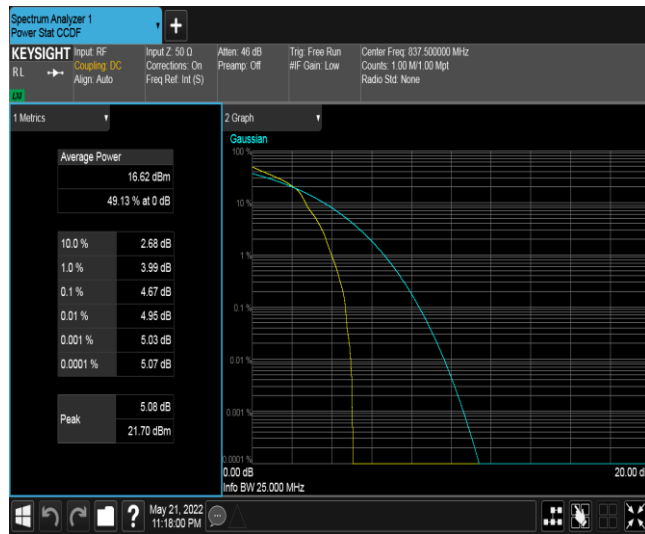 Spectrum Analyzer 1
Power Stat CCDF
KEYSIGHT
RL
Input: RF
Coupling: DC
Align: Auto
Input Z: 50 Ω
Corrections: On
Freq Ref: Int (S)
Atten: 46 dB
Preamp: Off
Trig: Free Run
#IF Gain: Low
Center Freq: 837.500000 MHz
Counts: 1.00 M/1.00 Mpt
Radio Std: None
1 Metrics
Average Power
16.62 dBm
49.13 % at 0 dB
10.0 % 2.68 dB
1.0 % 3.99 dB
0.1 % 4.67 dB
0.01 % 4.95 dB
0.001 % 5.03 dB
0.0001 % 5.07 dB
Peak
5.08 dB
21.70 dBm
2 Graph
Gaussian
100 %
10 %
1 %
0.1 %
0.01 %
0.001 %
0.0001 %
0.00 dB
20.00 d
Info BW 25.000 MHz
?
May 21, 2022
11:18:00 PM